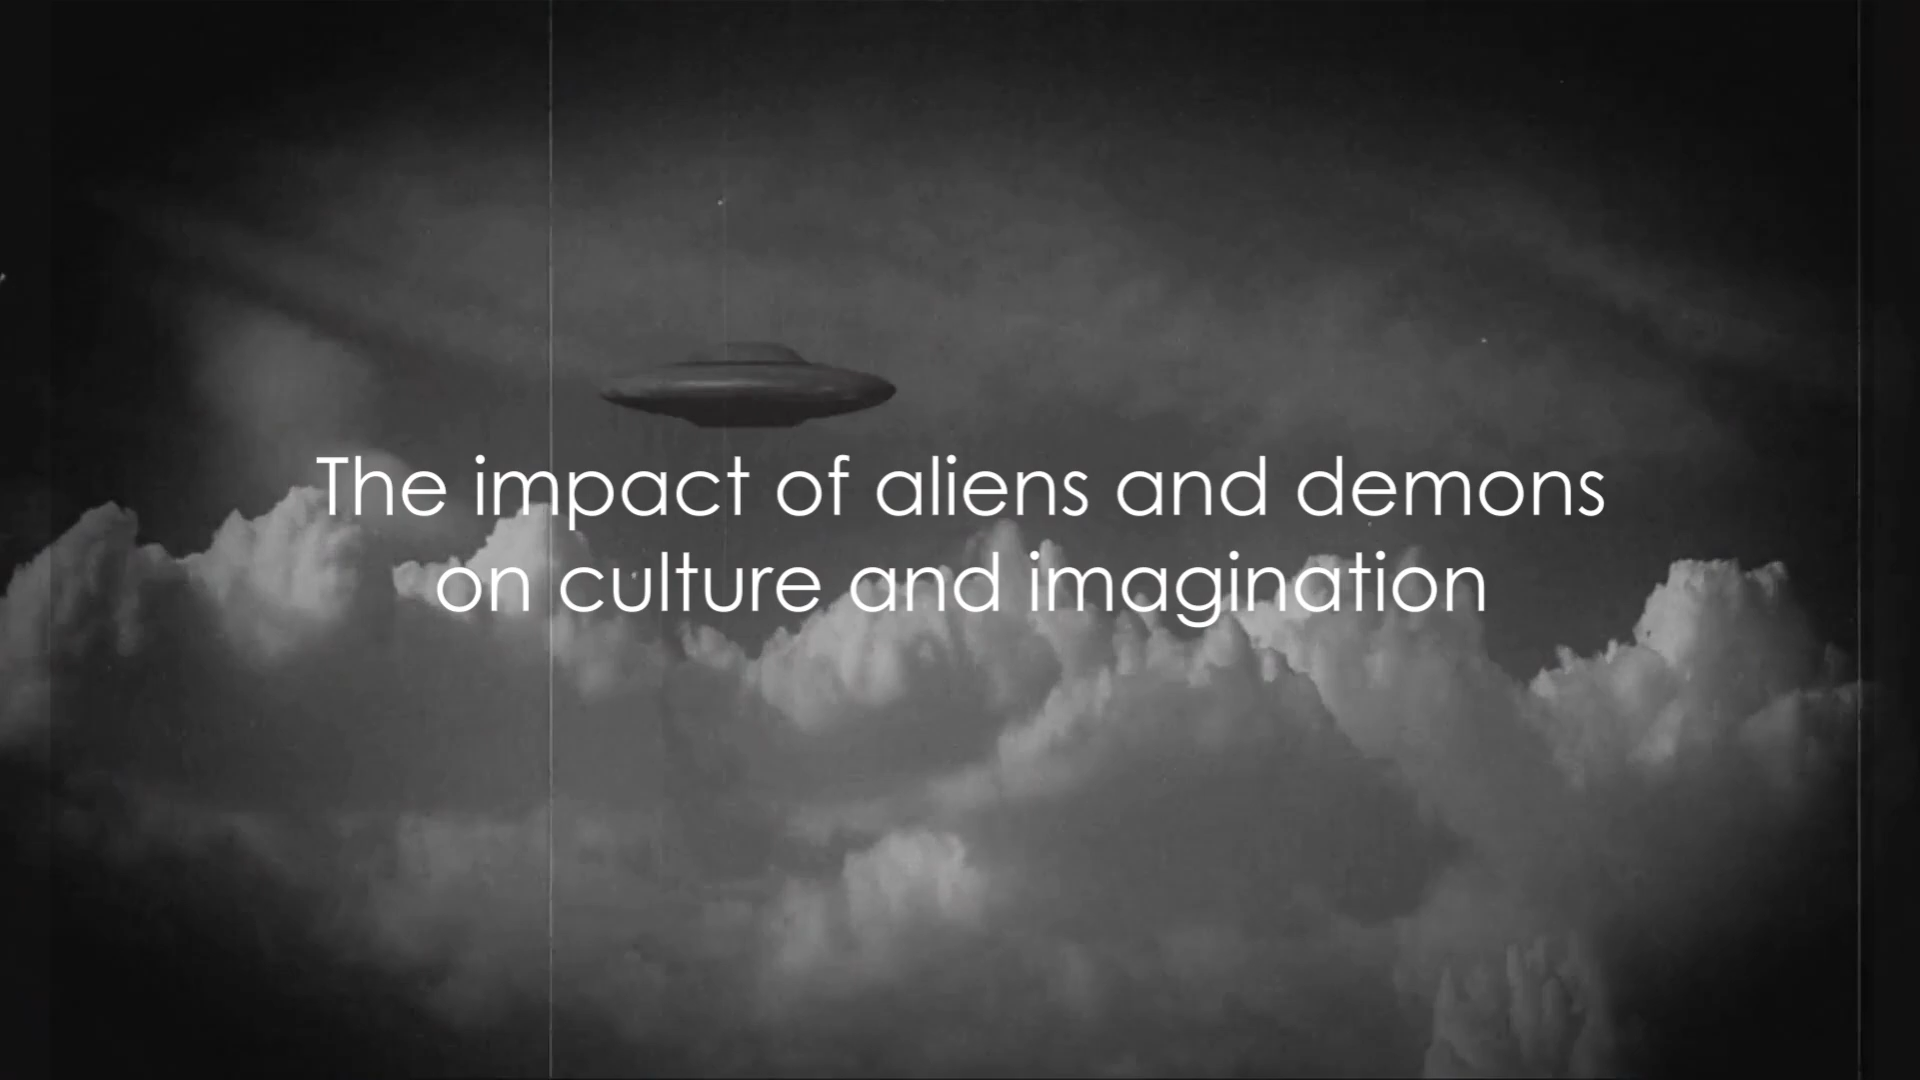 The impact of aliens and demons
on culture and imagination